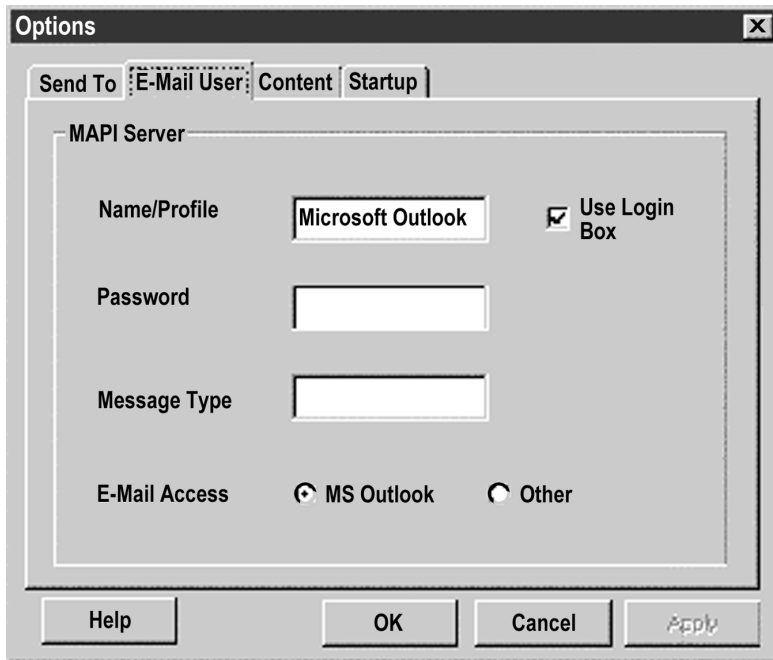 Options
Send To E-Mail User Content Startup
MAPI Server
Name/Profile Microsoft Outlook Use Login
Box
Password
Message Type
E-Mail Access MS Outlook Other
Help OK Cancel Apply